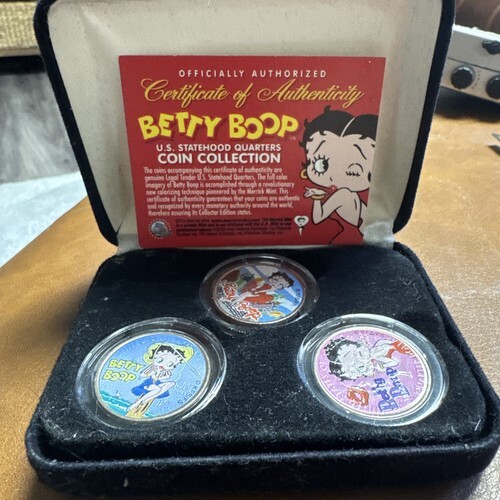 OFFICIALLY AUTHORIZED
Certificate of Authenticity
BETTY BOOP
U.S. STATEHOOD QUARTERS
COIN COLLECTION
The coins accompanying this certificate of authenticity are
genuine Legal Tender U.S. Statehood Quarters. The full color
imagery of Betty Boop is accomplished through a revolutionary
new colorizing technique pioneered by the Merrick Mint. This
certificate of authenticity guarantees that your coins are authentic
and recognized by every monetary authority around the world,
therefore assuring its Collector Edition status.
BETTY
BOOP
Betty
Boop